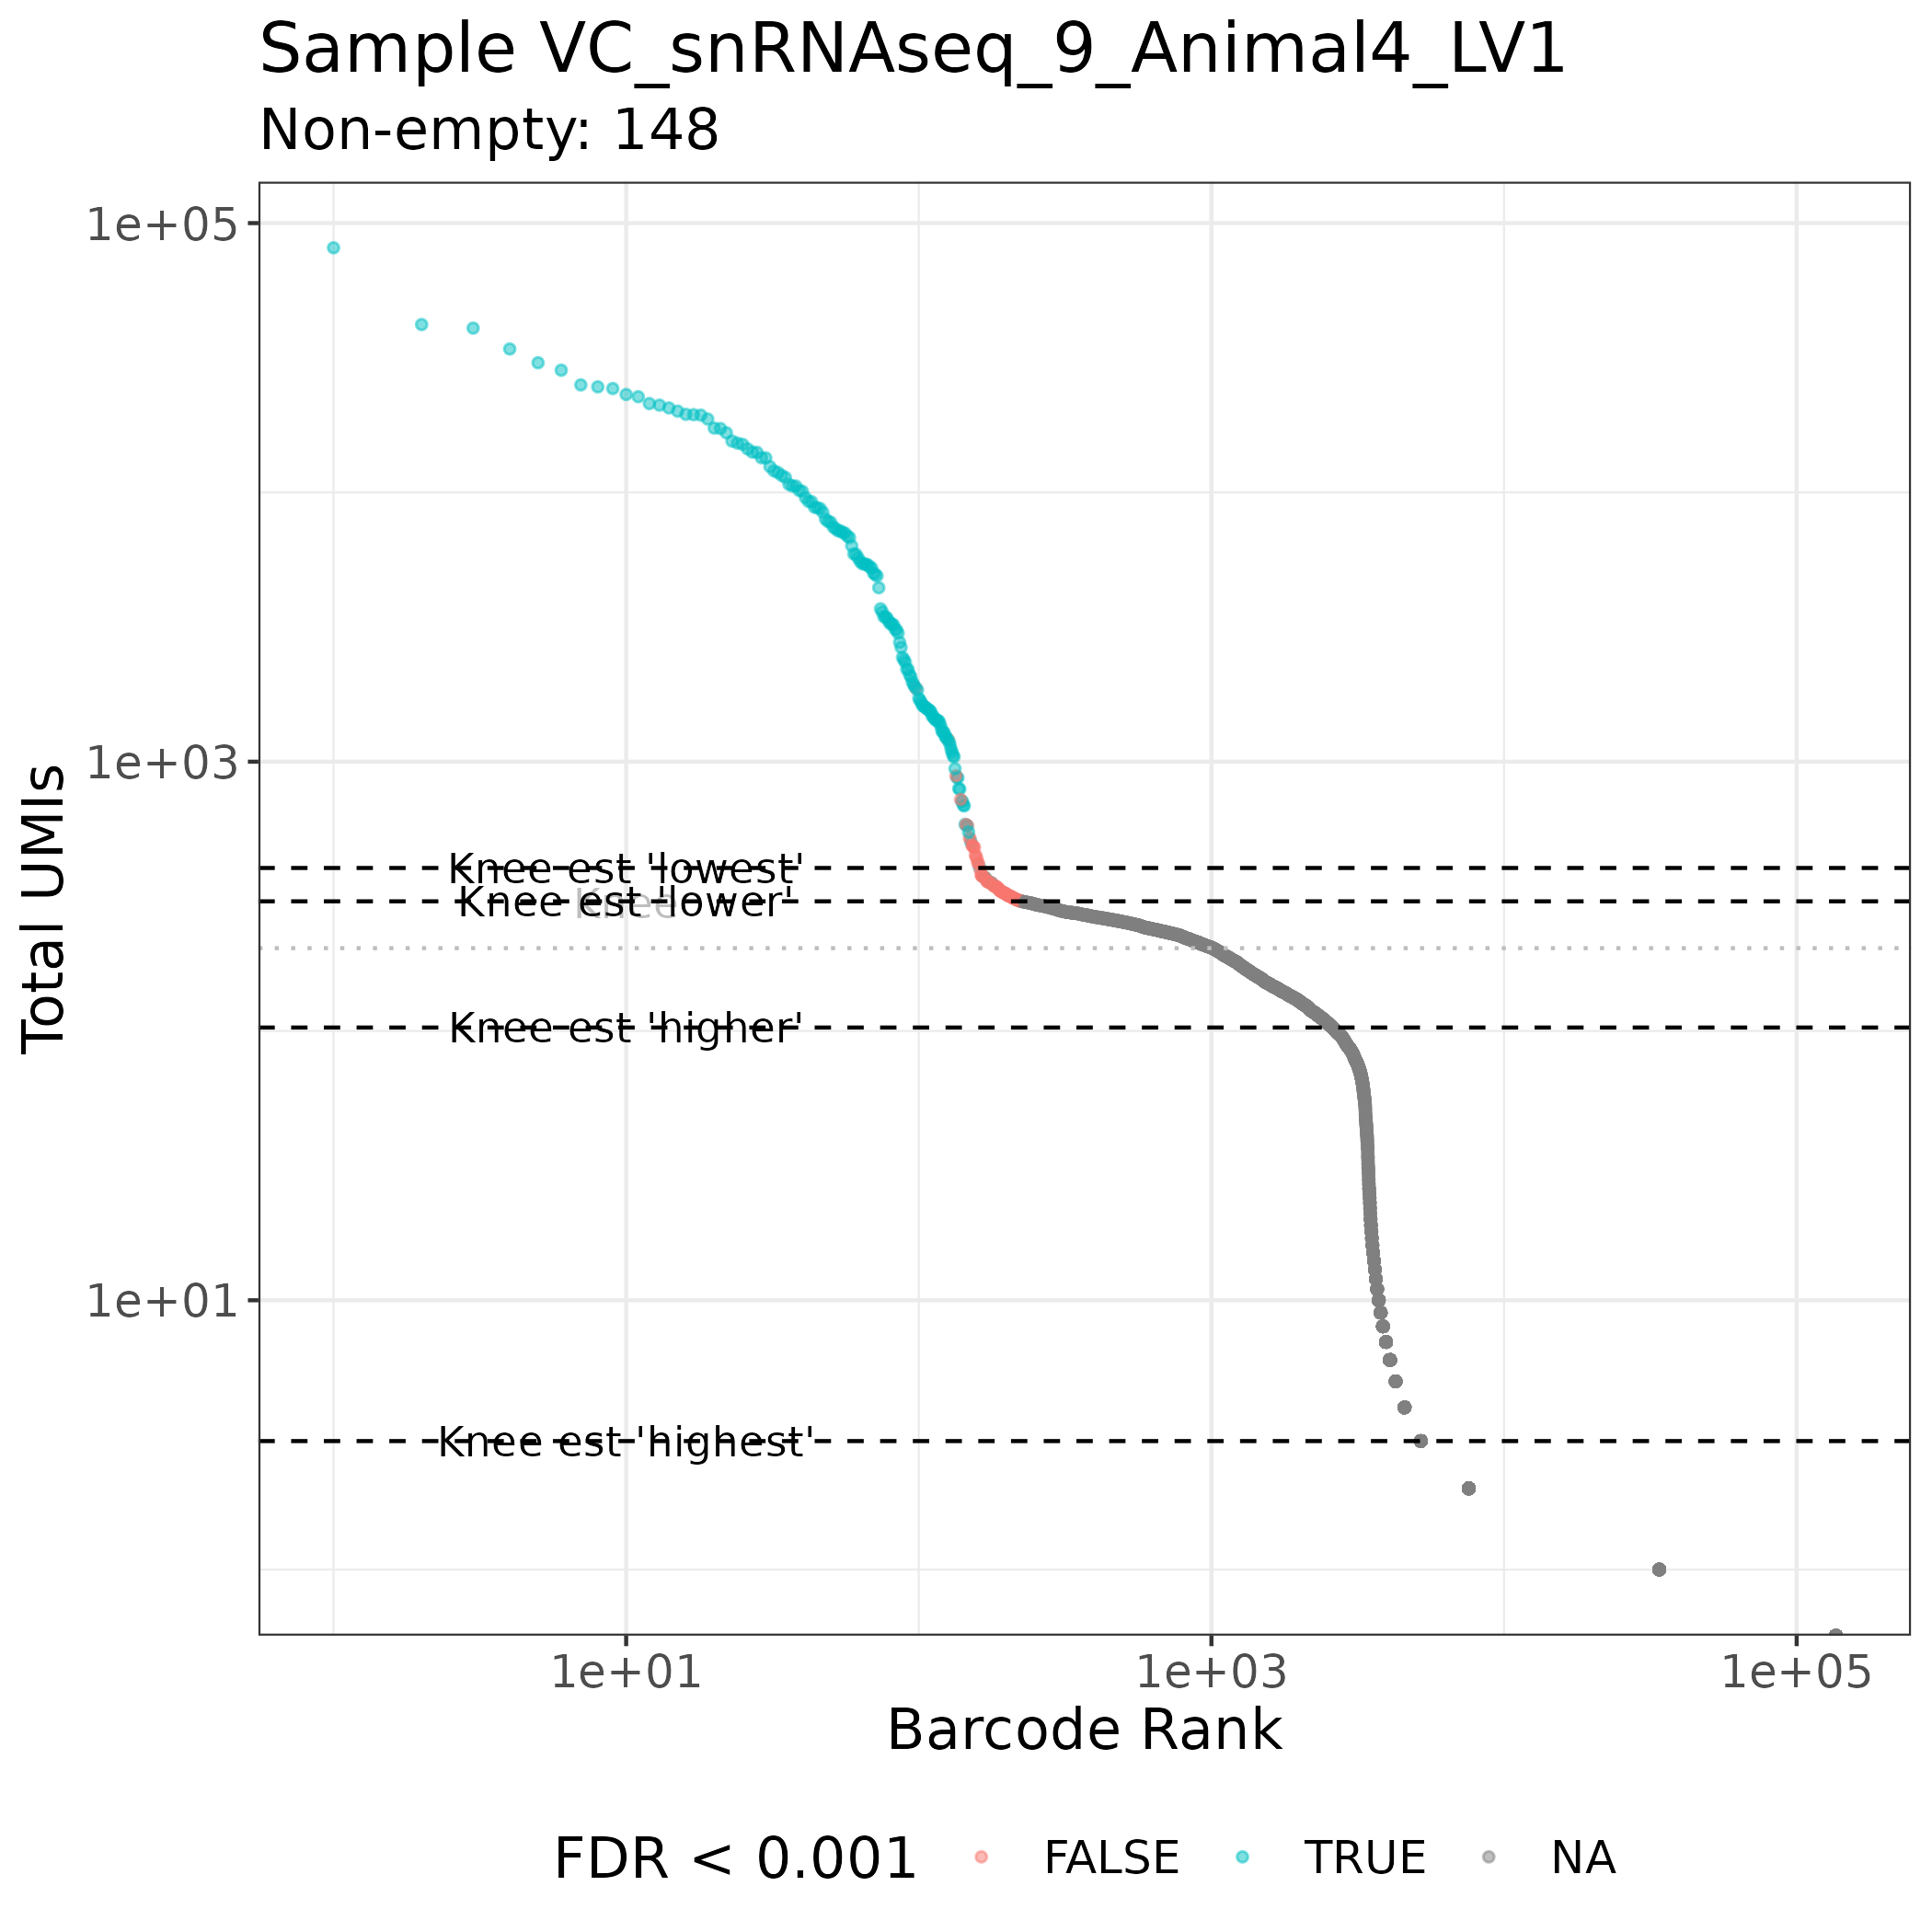 Sample VC_snRNAseq_9_Animal4_LV1
Non-empty: 148
1e+05
1e+03
1e+01
Total UMIs
Knee est 'lowest'
Knee est 'lower'
Knee
Knee est 'higher'
Knee est 'highest'
1e+01
1e+03
1e+05
Barcode Rank
FDR < 0.001
FALSE
TRUE
NA